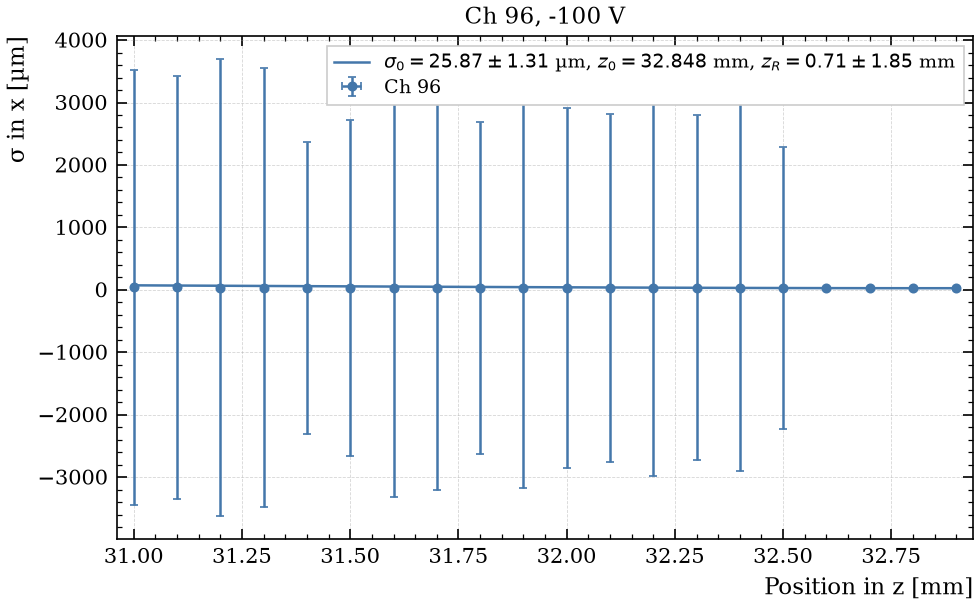 Ch 96, -100 V
σ in x [µm]
4000
3000
2000
1000
0
−1000
−2000
−3000
σ₀ = 25.87 ± 1.31 µm, z₀ = 32.848 mm, z_R = 0.71 ± 1.85 mm
Ch 96
31.00 31.25 31.50 31.75 32.00 32.25 32.50 32.75
Position in z [mm]